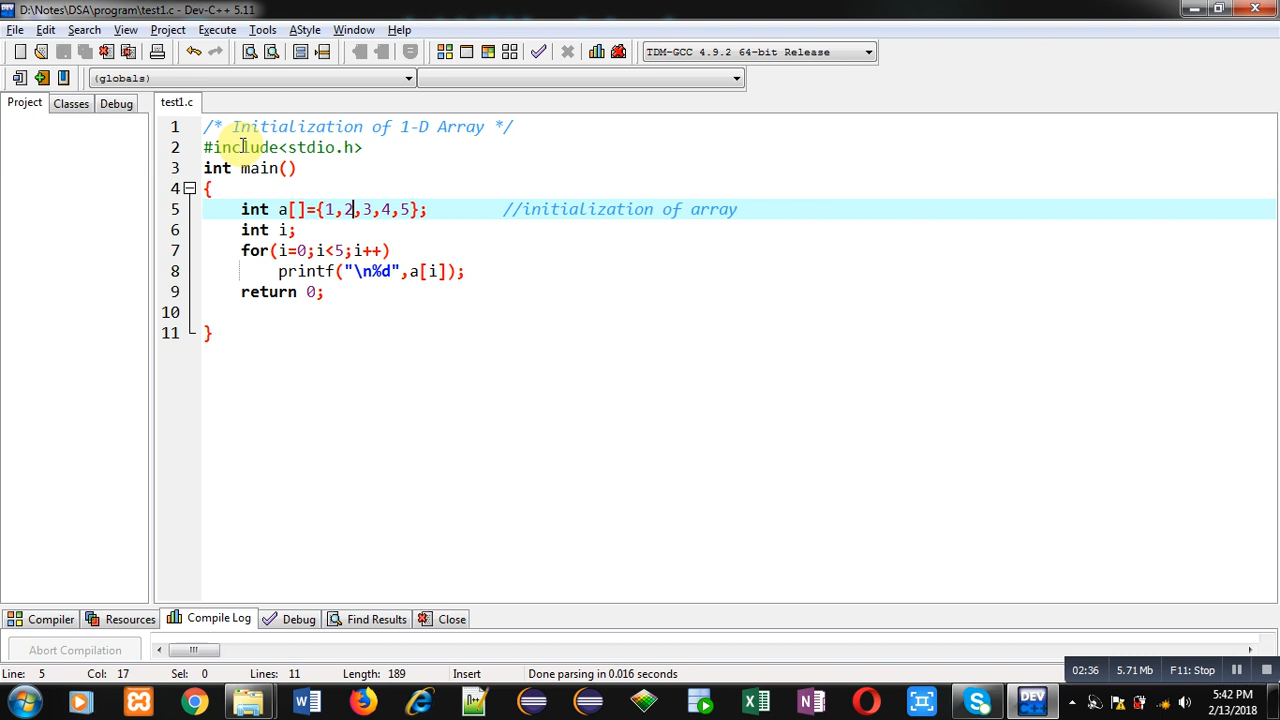 D:\Notes\DSA\program\test1.c - Dev-C++ 5.11
File Edit Search View Project Execute Tools AStyle Window Help
TDM-GCC 4.9.2 64-bit Release
(globals)
Project Classes Debug
test1.c
1 /* Initialization of 1-D Array */
2 #include<stdio.h>
3 int main()
4 {
5 int a[]={1,2,3,4,5}; //initialization of array
6 int i;
7 for(i=0;i<5;i++)
8 printf("\n%d",a[i]);
9 return 0;
10
11 }
Compiler Resources Compile Log Debug Find Results Close
Abort Compilation
Line: 5 Col: 17 Sel: 0 Lines: 11 Length: 189 Insert Done parsing in 0.016 seconds
02:36 5.71 Mb F11: Stop
DEV
5:42 PM
2/13/2018